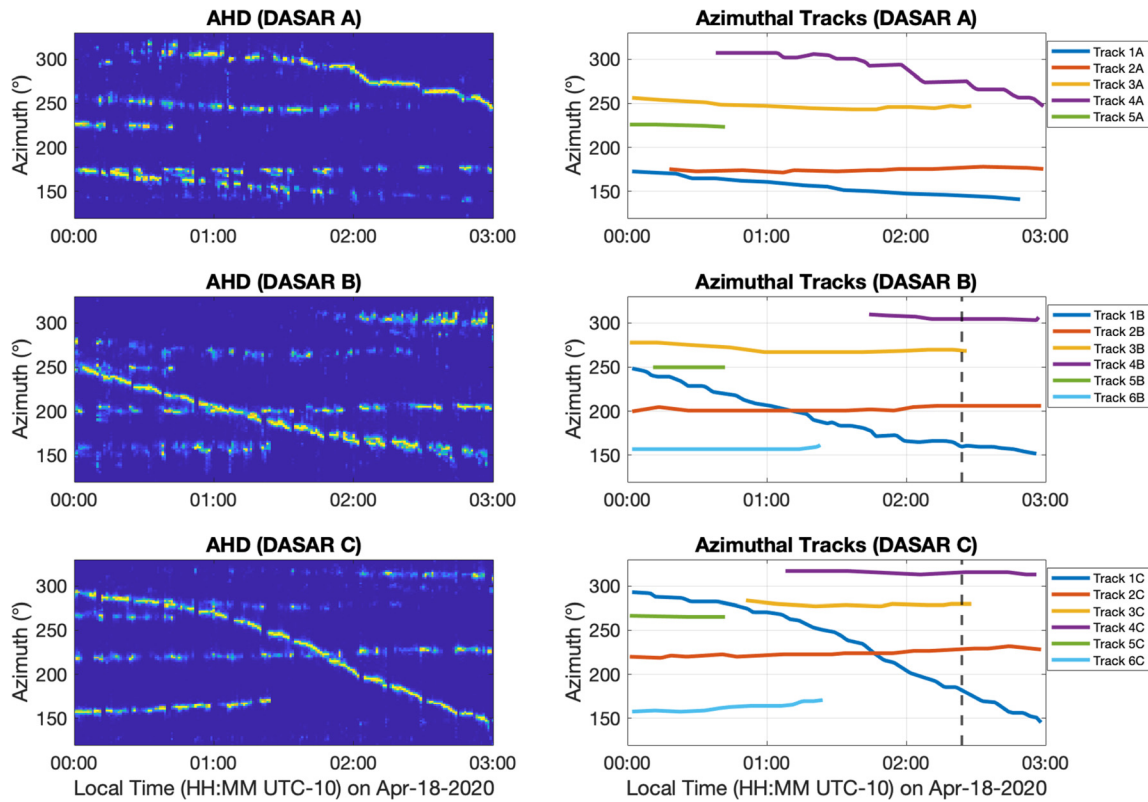 AHD (DASAR A)
Azimuth (°)
300
250
200
150
00:00 01:00 02:00 03:00
Azimuthal Tracks (DASAR A)
Azimuth (°)
300
250
200
150
00:00 01:00 02:00 03:00
Track 1A
Track 2A
Track 3A
Track 4A
Track 5A
AHD (DASAR B)
Azimuth (°)
300
250
200
150
00:00 01:00 02:00 03:00
Azimuthal Tracks (DASAR B)
Azimuth (°)
300
250
200
150
00:00 01:00 02:00 03:00
Track 1B
Track 2B
Track 3B
Track 4B
Track 5B
Track 6B
AHD (DASAR C)
Azimuth (°)
300
250
200
150
00:00 01:00 02:00 03:00
Local Time (HH:MM UTC-10) on Apr-18-2020
Azimuthal Tracks (DASAR C)
Azimuth (°)
300
250
200
150
00:00 01:00 02:00 03:00
Local Time (HH:MM UTC-10) on Apr-18-2020
Track 1C
Track 2C
Track 3C
Track 4C
Track 5C
Track 6C